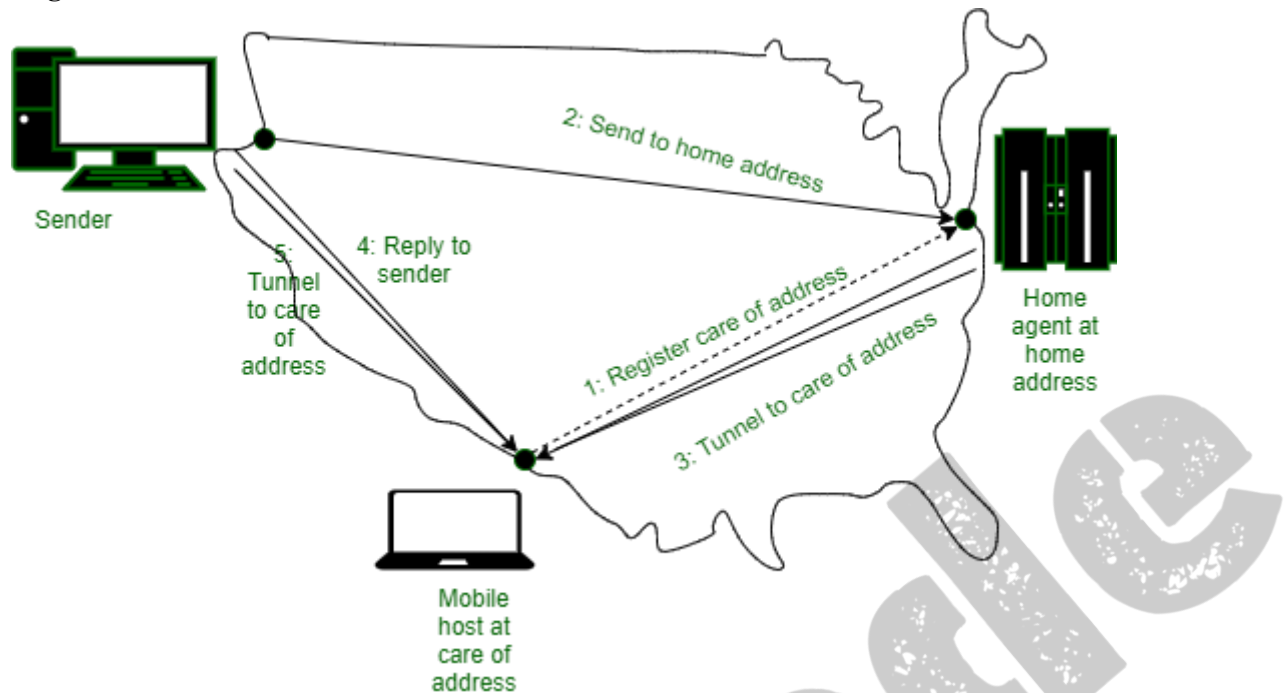 2: Send to home address
Sender
4: Reply to
sender
5:
Tunnel
to care
of
address
1: Register care of address
3: Tunnel to care of address
Home
agent at
home
address
Mobile
host at
care of
address